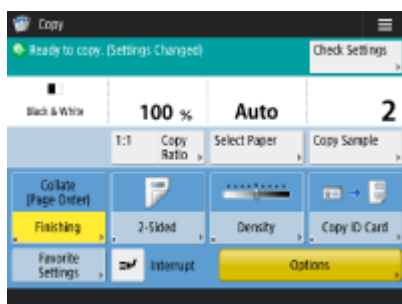 Copy
Ready to copy. (Settings Changed)
Check Settings
Black & White
100 %
Auto
2
1:1 Copy Ratio
Select Paper
Copy Sample
Collate
(Page Order)
Finishing
2-Sided
Density
Copy ID Card
Favorite
Settings
Interrupt
Options